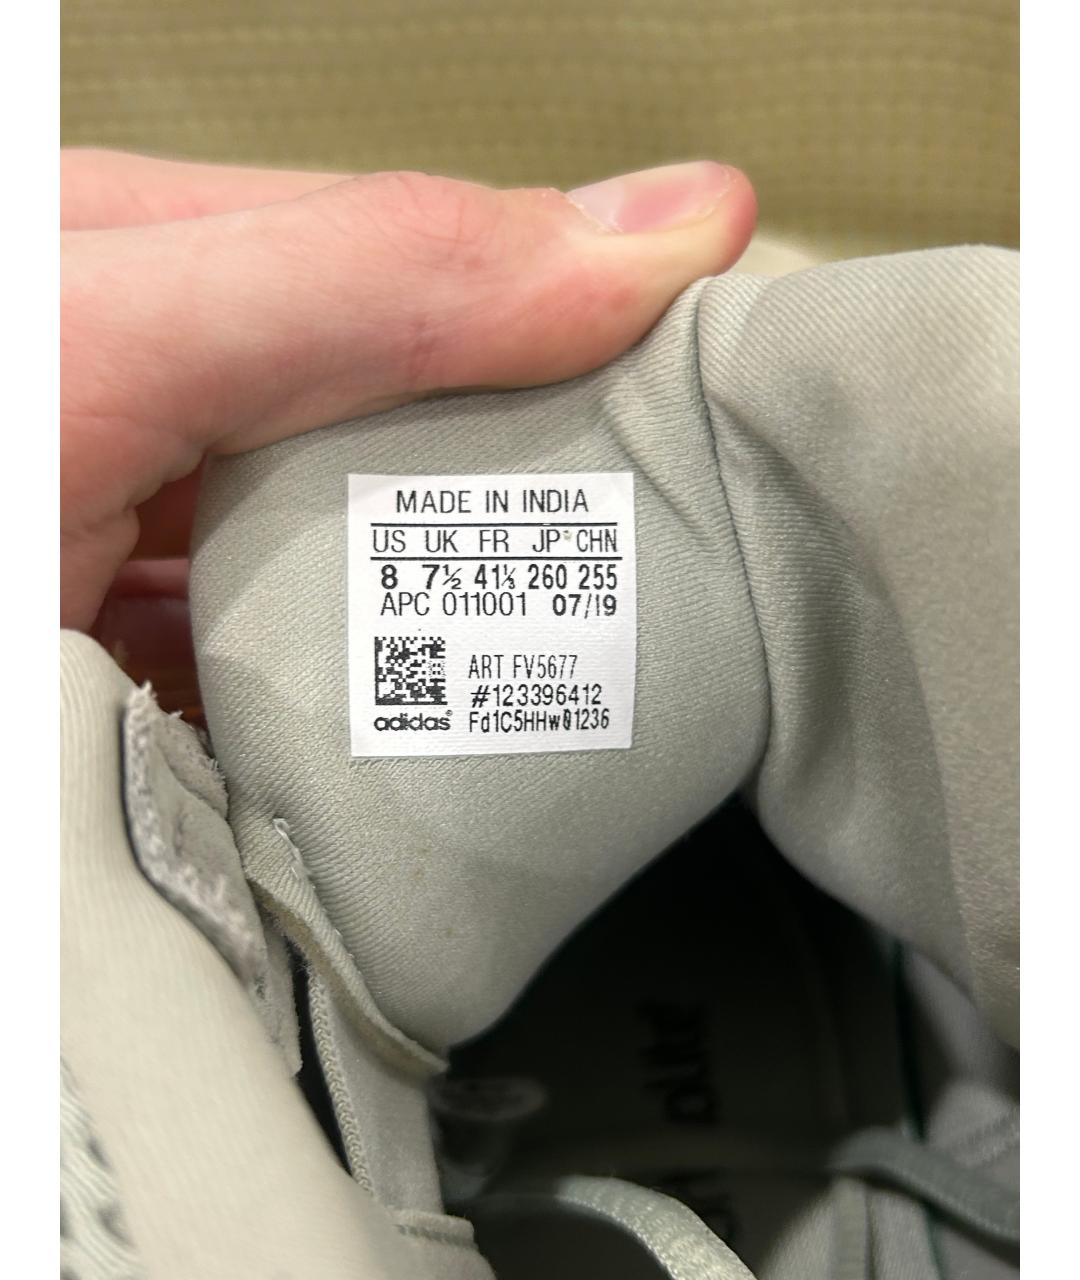 MADE IN INDIA
US UK FR JP CHN
8 7½ 41⅓ 260 255
APC 011001 07/19
ART FV5677
#123396412
adidas® Fd1C5HHw01236